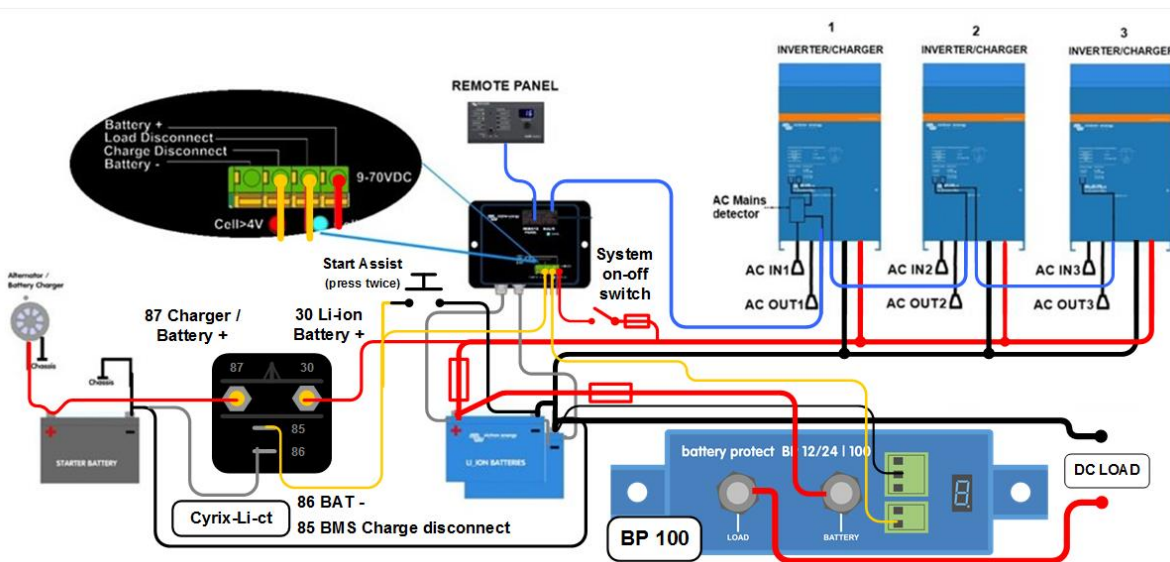 1
INVERTER/CHARGER
2
INVERTER/CHARGER
3
INVERTER/CHARGER
REMOTE PANEL
Battery +
Load Disconnect
Charge Disconnect
Battery -
9-70VDC
Cell>4V
AC Mains
detector
AC IN1
AC OUT1
AC IN2
AC OUT2
AC IN3
AC OUT3
Start Assist
(press twice)
System
on-off
switch
Alternator /
Battery Charger
Chassis
Chassis
87 Charger /
Battery +
30 Li-ion
Battery +
87
30
85
86
+
-
STARTER BATTERY
Cyrix-Li-ct
86 BAT -
85 BMS Charge disconnect
+
-
-
victron energy
LI_ION BATTERIES
battery protect BP 12/24 | 100
LOAD
BATTERY
8.
BP 100
DC LOAD